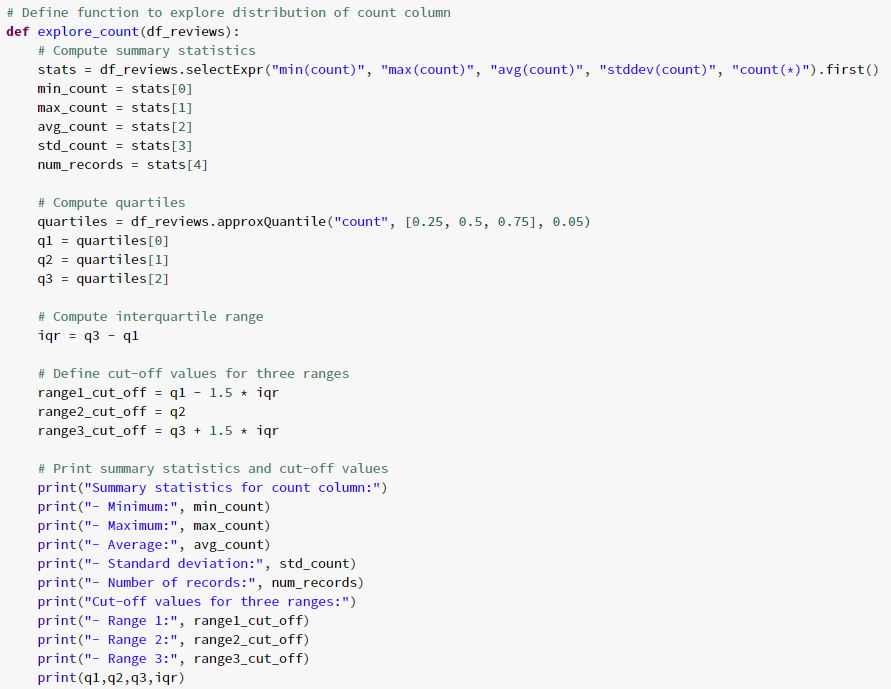 # Define function to explore distribution of count column
def explore_count(df_reviews):
    # Compute summary statistics
    stats = df_reviews.selectExpr("min(count)", "max(count)", "avg(count)", "stddev(count)", "count(*)").first()
    min_count = stats[0]
    max_count = stats[1]
    avg_count = stats[2]
    std_count = stats[3]
    num_records = stats[4]

    # Compute quartiles
    quartiles = df_reviews.approxQuantile("count", [0.25, 0.5, 0.75], 0.05)
    q1 = quartiles[0]
    q2 = quartiles[1]
    q3 = quartiles[2]

    # Compute interquartile range
    iqr = q3 - q1

    # Define cut-off values for three ranges
    range1_cut_off = q1 - 1.5 * iqr
    range2_cut_off = q2
    range3_cut_off = q3 + 1.5 * iqr

    # Print summary statistics and cut-off values
    print("Summary statistics for count column:")
    print("- Minimum:", min_count)
    print("- Maximum:", max_count)
    print("- Average:", avg_count)
    print("- Standard deviation:", std_count)
    print("- Number of records:", num_records)
    print("Cut-off values for three ranges:")
    print("- Range 1:", range1_cut_off)
    print("- Range 2:", range2_cut_off)
    print("- Range 3:", range3_cut_off)
    print(q1,q2,q3,iqr)